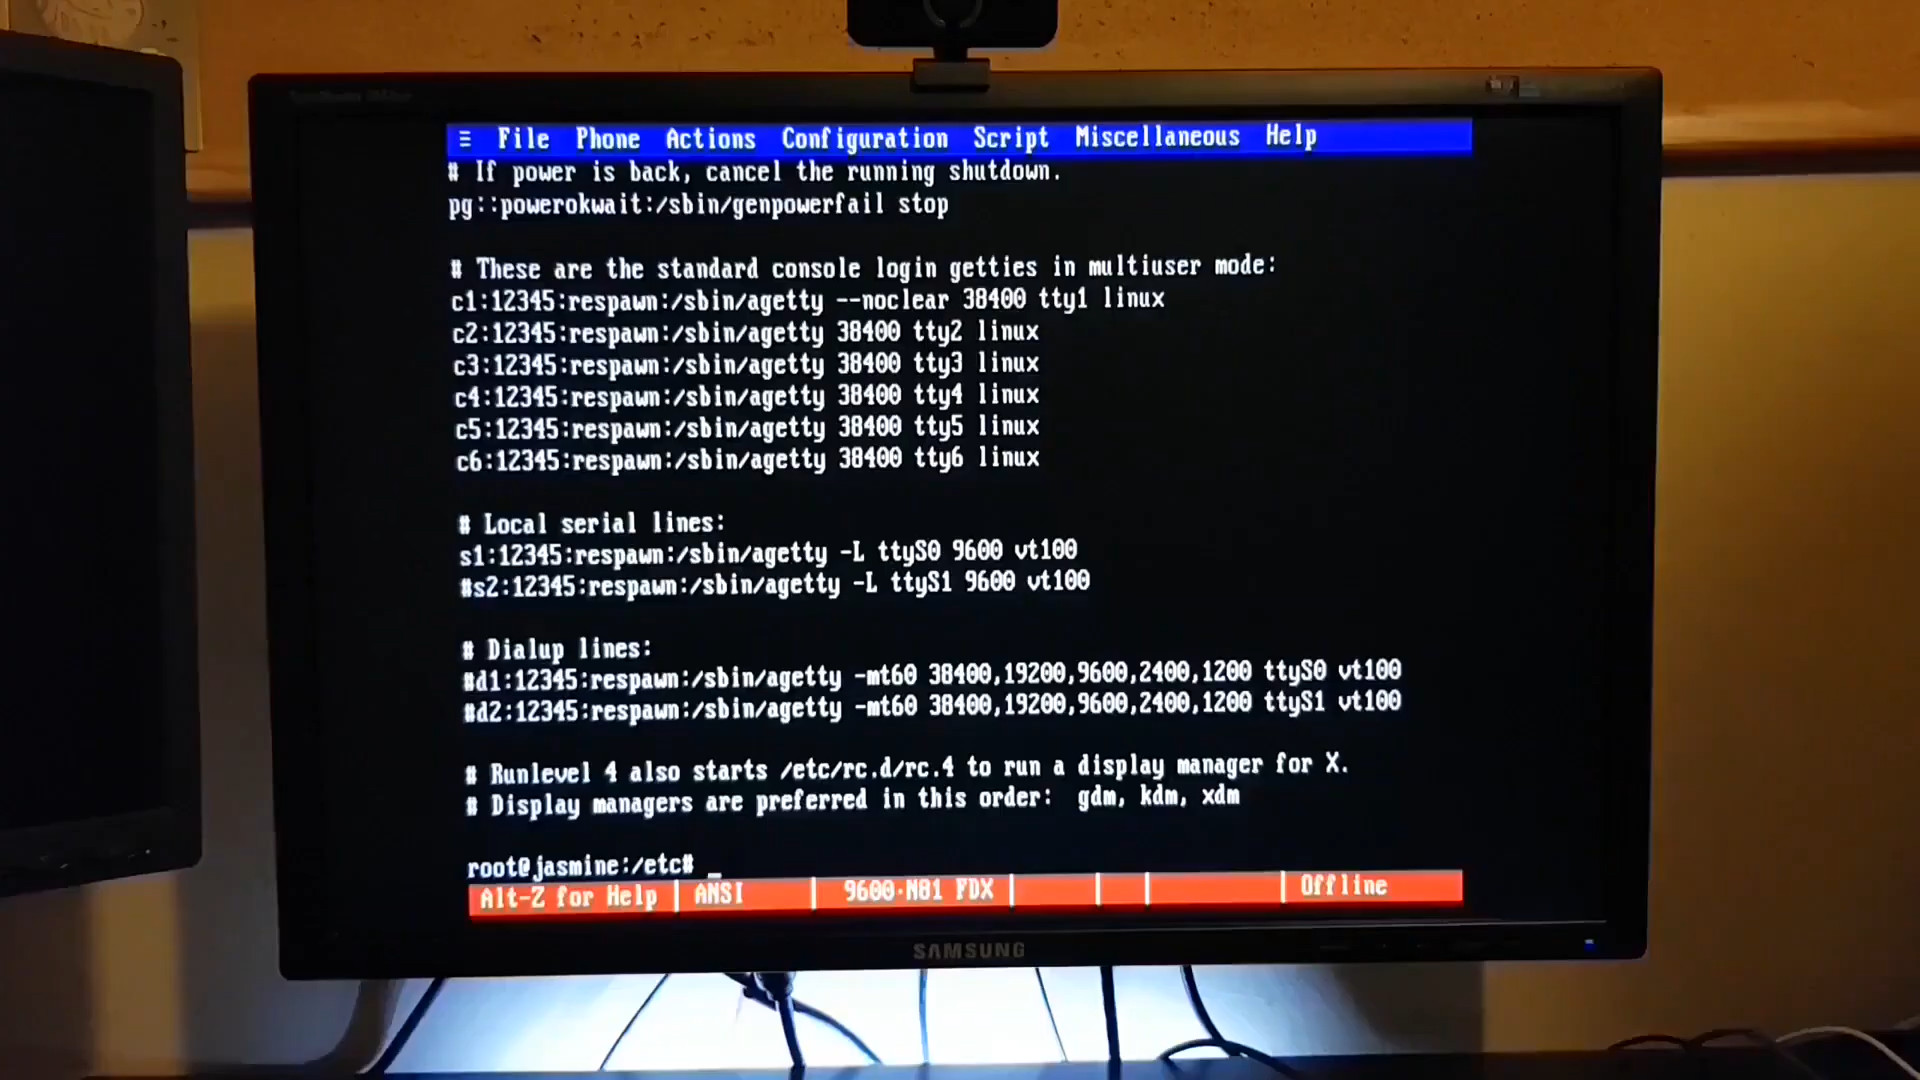 ≡ File Phone Actions Configuration Script Miscellaneous Help
# If power is back, cancel the running shutdown.
pg::powerokwait:/sbin/genpowerfail stop
# These are the standard console login getties in multiuser mode:
c1:12345:respawn:/sbin/agetty --noclear 38400 tty1 linux
c2:12345:respawn:/sbin/agetty 38400 tty2 linux
c3:12345:respawn:/sbin/agetty 38400 tty3 linux
c4:12345:respawn:/sbin/agetty 38400 tty4 linux
c5:12345:respawn:/sbin/agetty 38400 tty5 linux
c6:12345:respawn:/sbin/agetty 38400 tty6 linux
# Local serial lines:
s1:12345:respawn:/sbin/agetty -L ttyS0 9600 vt100
#s2:12345:respawn:/sbin/agetty -L ttyS1 9600 vt100
# Dialup lines:
#d1:12345:respawn:/sbin/agetty -mt60 38400,19200,9600,2400,1200 ttyS0 vt100
#d2:12345:respawn:/sbin/agetty -mt60 38400,19200,9600,2400,1200 ttyS1 vt100
# Runlevel 4 also starts /etc/rc.d/rc.4 to run a display manager for X.
# Display managers are preferred in this order:  gdm, kdm, xdm
root@jasmine:/etc# _
Alt-Z for Help | ANSI | 9600·N81 FDX | | | | Offline
SAMSUNG